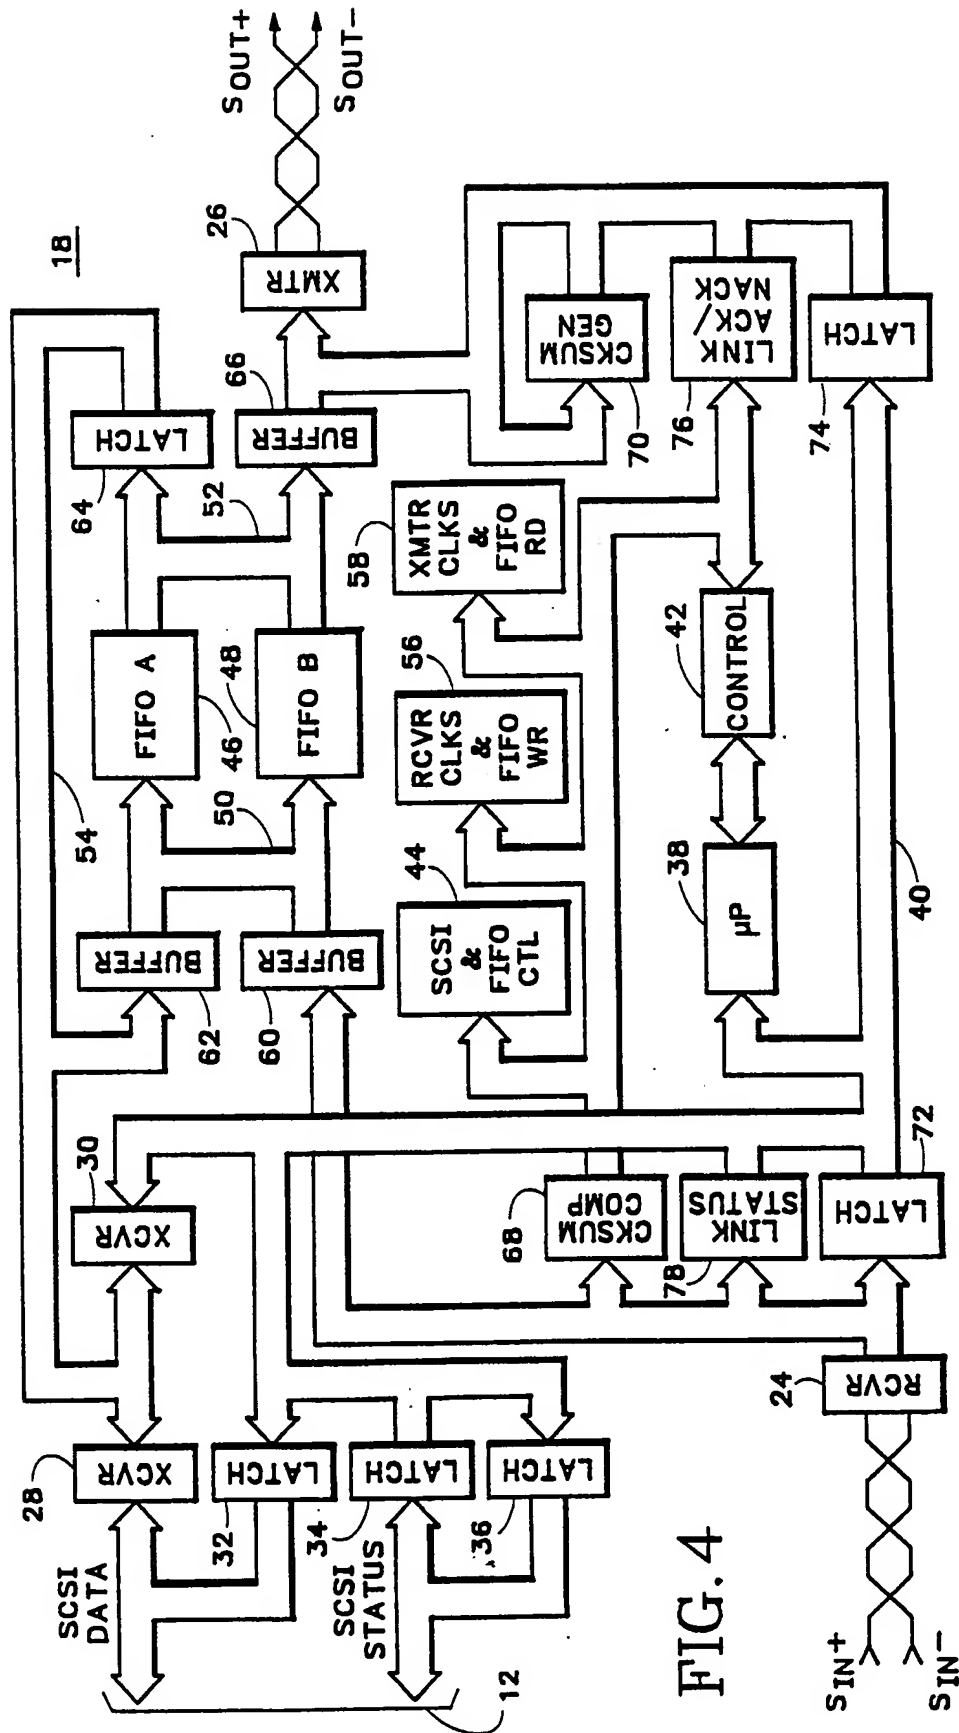 SCSI
DATA
SCSI
STATUS
12
28
XCVR
32
LATCH
34
LATCH
36
LATCH
30
XCVR
54
62
BUFFER
60
BUFFER
50
FIFO A
46
FIFO B
48
52
64
LATCH
66
BUFFER
18
26
XMTR
SOUT+
SOUT-
44
SCSI
&
FIFO
CTL
56
RCVR
CLKS
&
FIFO
WR
58
XMTR
CLKS
&
FIFO
RD
68
CKSUM
COMP
78
LINK
STATUS
72
LATCH
38
µP
42
CONTROL
40
70
CKSUM
GEN
76
LINK
ACK/
NACK
74
LATCH
24
RCVR
SIN+
SIN-
FIG. 4